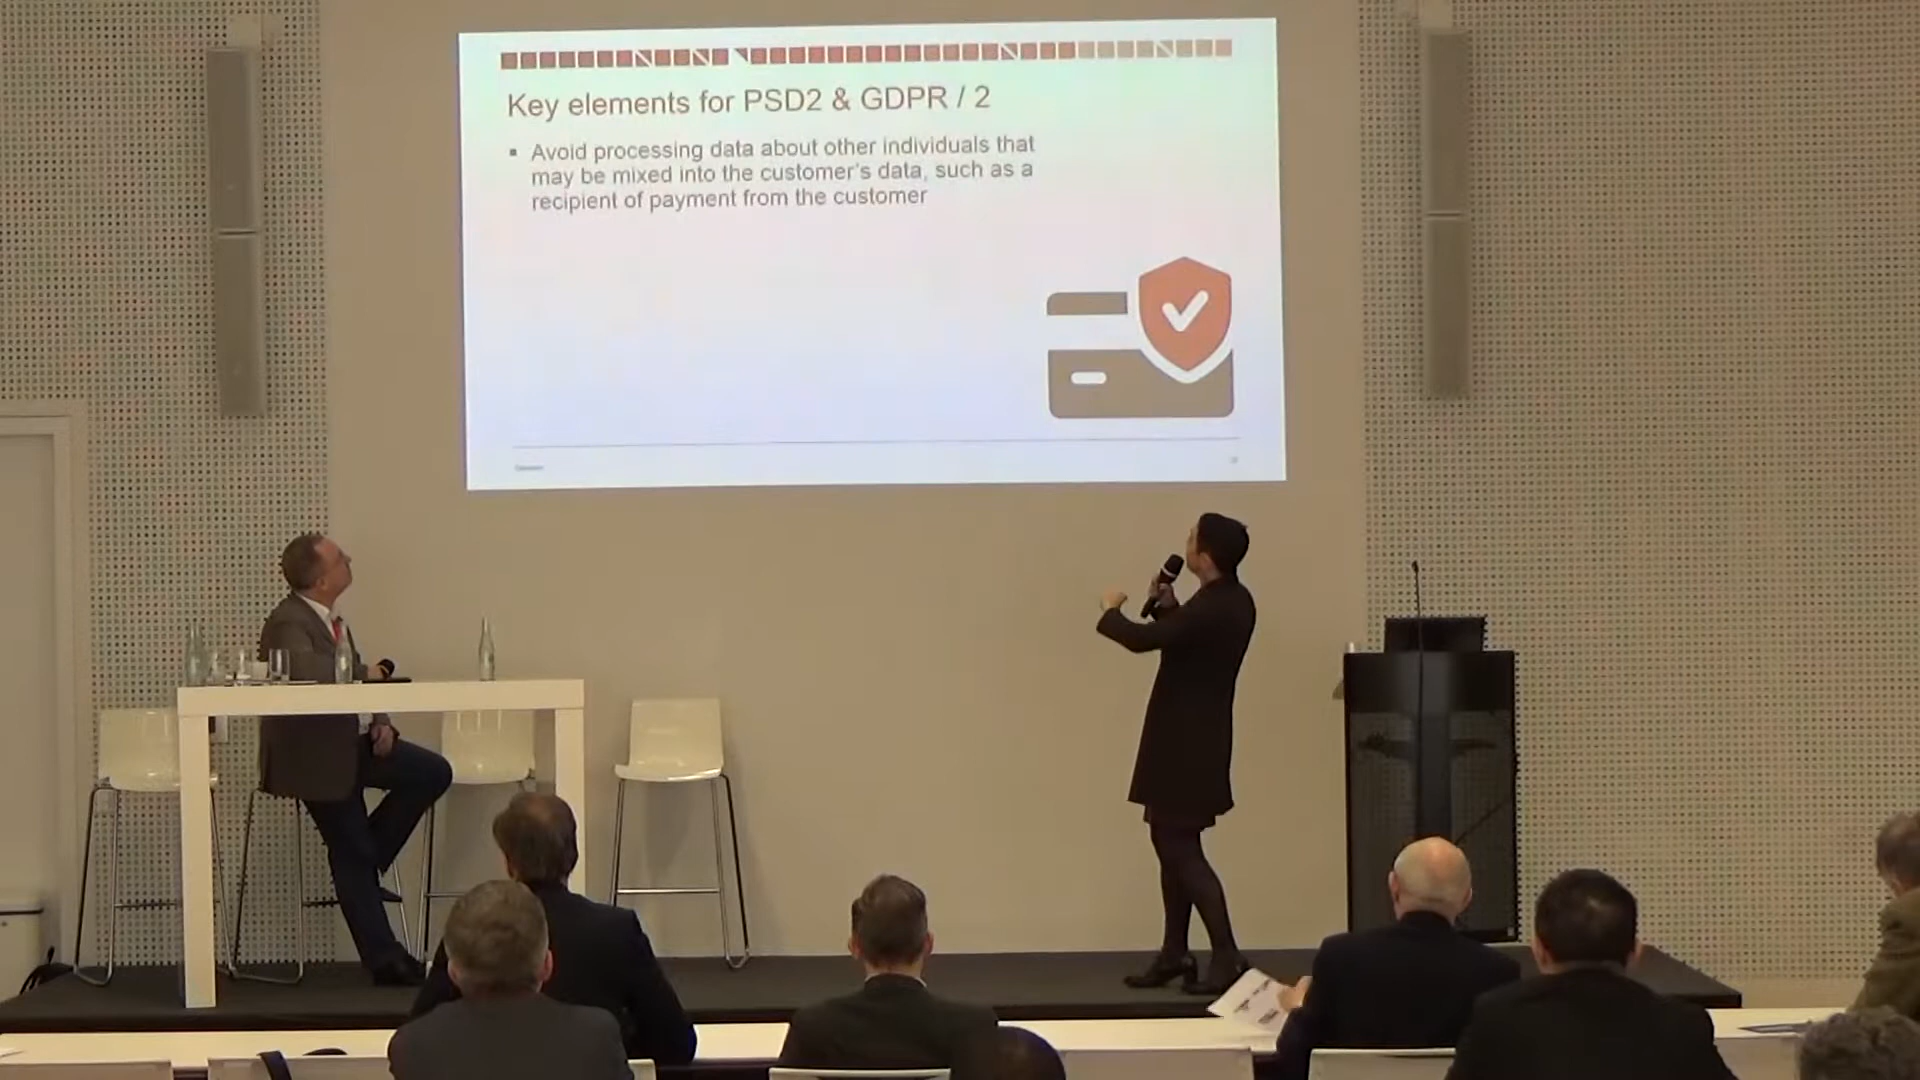 Key elements for PSD2 & GDPR / 2
▪ Avoid processing data about other individuals that
may be mixed into the customer's data, such as a
recipient of payment from the customer